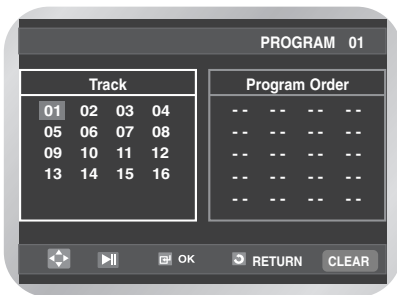 PROGRAM 01
Track
Program Order
01 02 03 04
-- -- -- --
05 06 07 08
-- -- -- --
09 10 11 12
-- -- -- --
13 14 15 16
-- -- -- --
-- -- -- --
OK RETURN CLEAR